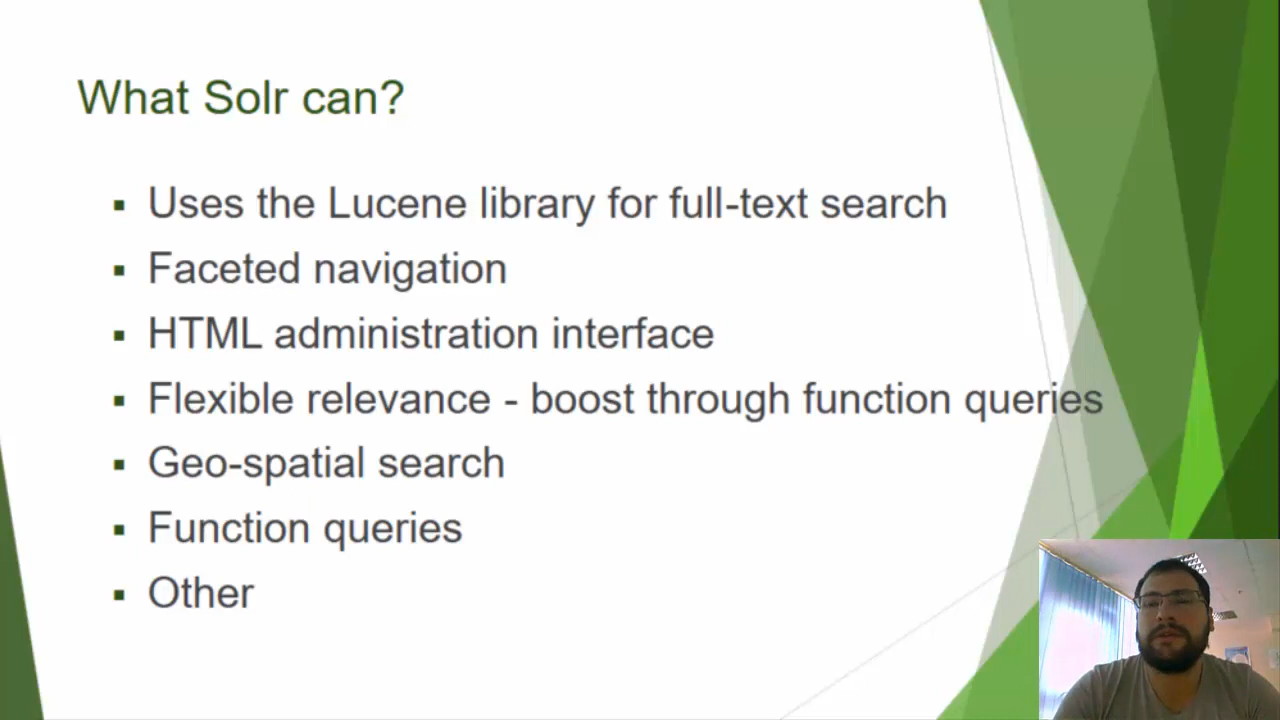 What Solr can?
Uses the Lucene library for full-text search
Faceted navigation
HTML administration interface
Flexible relevance - boost through function queries
Geo-spatial search
Function queries
Other